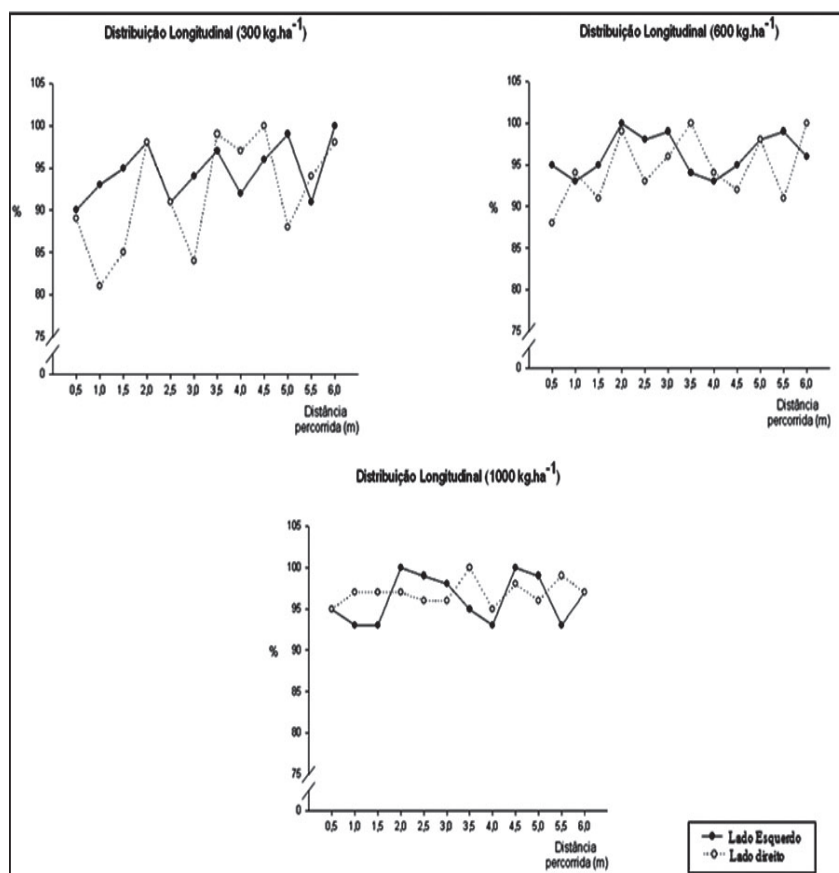 Distribuição Longitudinal (300 kg.ha-1)
105
100
95
90
85
80
75
0
%
0,5 1,0 1,5 2,0 2,5 3,0 3,5 4,0 4,5 5,0 5,5 6,0
Distância
percorrida (m)
Distribuição Longitudinal (600 kg.ha-1)
105
100
95
90
85
80
75
0
%
0,5 1,0 1,5 2,0 2,5 3,0 3,5 4,0 4,5 5,0 5,5 6,0
Distância
percorrida (m)
Distribuição Longitudinal (1000 kg.ha-1)
105
100
95
90
85
80
75
0
%
0,5 1,0 1,5 2,0 2,5 3,0 3,5 4,0 4,5 5,0 5,5 6,0
Distância
percorrida (m)
Lado Esquerdo
Lado direito